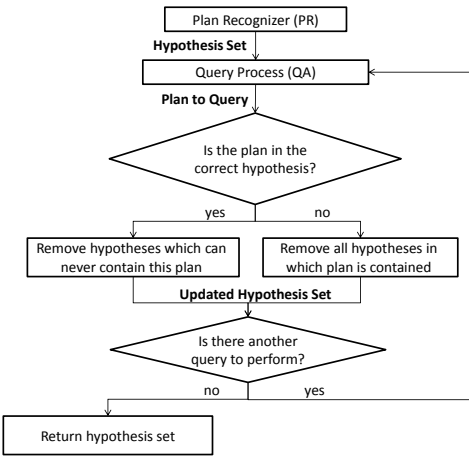 Plan Recognizer (PR)
Hypothesis Set
Query Process (QA)
Plan to Query
Is the plan in the
correct hypothesis?
yes
no
Remove hypotheses which can
never contain this plan
Remove all hypotheses in
which plan is contained
Updated Hypothesis Set
Is there another
query to perform?
no
yes
Return hypothesis set